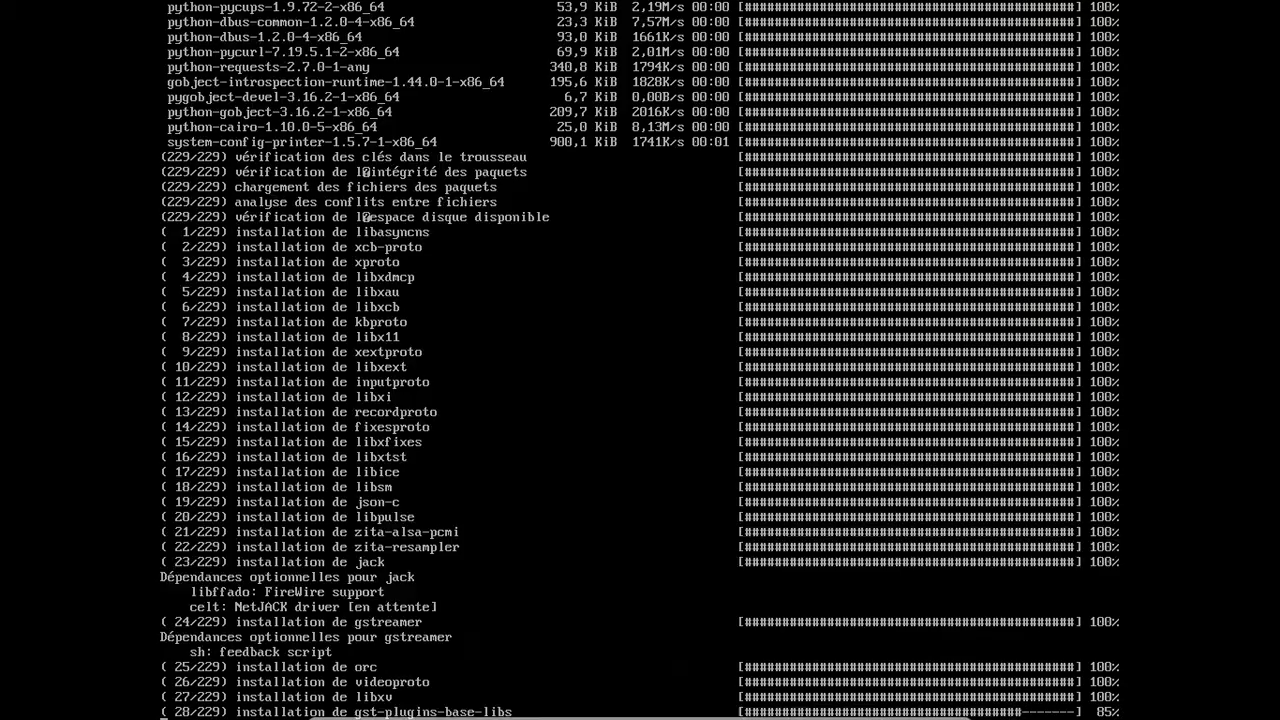 python-pycups-1.9.72-2-x86_64 53,9 KiB 2,19M/s 00:00 [#############################################] 100%
python-dbus-common-1.2.0-4-x86_64 23,3 KiB 7,57M/s 00:00 [#############################################] 100%
python-dbus-1.2.0-4-x86_64 93,0 KiB 1661K/s 00:00 [#############################################] 100%
python-pycurl-7.19.5.1-2-x86_64 69,9 KiB 2,01M/s 00:00 [#############################################] 100%
python-requests-2.7.0-1-any 340,8 KiB 1794K/s 00:00 [#############################################] 100%
gobject-introspection-runtime-1.44.0-1-x86_64 195,6 KiB 1828K/s 00:00 [#############################################] 100%
pygobject-devel-3.16.2-1-x86_64 6,7 KiB 0,00B/s 00:00 [#############################################] 100%
python-gobject-3.16.2-1-x86_64 209,7 KiB 2016K/s 00:00 [#############################################] 100%
python-cairo-1.10.0-5-x86_64 25,0 KiB 8,13M/s 00:00 [#############################################] 100%
system-config-printer-1.5.7-1-x86_64 900,1 KiB 1741K/s 00:01 [#############################################] 100%
(229/229) vérification des clés dans le trousseau [#############################################] 100%
(229/229) vérification de l�intégrité des paquets [#############################################] 100%
(229/229) chargement des fichiers des paquets [#############################################] 100%
(229/229) analyse des conflits entre fichiers [#############################################] 100%
(229/229) vérification de l�espace disque disponible [#############################################] 100%
( 1/229) installation de libasyncns [#############################################] 100%
( 2/229) installation de xcb-proto [#############################################] 100%
( 3/229) installation de xproto [#############################################] 100%
( 4/229) installation de libxdmcp [#############################################] 100%
( 5/229) installation de libxau [#############################################] 100%
( 6/229) installation de libxcb [#############################################] 100%
( 7/229) installation de kbproto [#############################################] 100%
( 8/229) installation de libx11 [#############################################] 100%
( 9/229) installation de xextproto [#############################################] 100%
( 10/229) installation de libxext [#############################################] 100%
( 11/229) installation de inputproto [#############################################] 100%
( 12/229) installation de libxi [#############################################] 100%
( 13/229) installation de recordproto [#############################################] 100%
( 14/229) installation de fixesproto [#############################################] 100%
( 15/229) installation de libxfixes [#############################################] 100%
( 16/229) installation de libxtst [#############################################] 100%
( 17/229) installation de libice [#############################################] 100%
( 18/229) installation de libsm [#############################################] 100%
( 19/229) installation de json-c [#############################################] 100%
( 20/229) installation de libpulse [#############################################] 100%
( 21/229) installation de zita-alsa-pcmi [#############################################] 100%
( 22/229) installation de zita-resampler [#############################################] 100%
( 23/229) installation de jack [#############################################] 100%
Dépendances optionnelles pour jack
libffado: FireWire support
celt: NetJACK driver [en attente]
( 24/229) installation de gstreamer [#############################################] 100%
Dépendances optionnelles pour gstreamer
sh: feedback script
( 25/229) installation de orc [#############################################] 100%
( 26/229) installation de videoproto [#############################################] 100%
( 27/229) installation de libxv [#############################################] 100%
( 28/229) installation de gst-plugins-base-libs [######################################-------] 85%